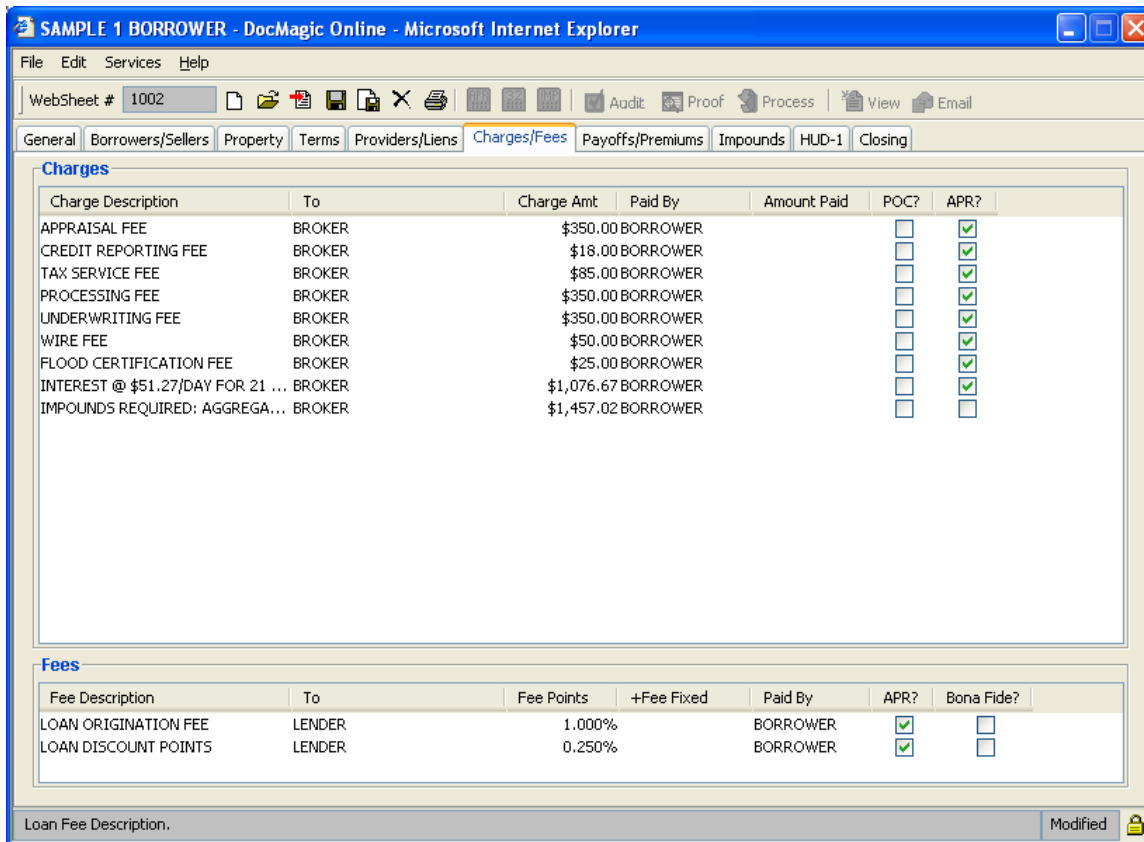 SAMPLE 1 BORROWER - DocMagic Online - Microsoft Internet Explorer
File Edit Services Help
WebSheet # 1002 Audit Proof Process View Email
General Borrowers/Sellers Property Terms Providers/Liens Charges/Fees Payoffs/Premiums Impounds HUD-1 Closing
Charges
Charge Description To Charge Amt Paid By Amount Paid POC? APR?
APPRAISAL FEE BROKER $350.00 BORROWER
CREDIT REPORTING FEE BROKER $18.00 BORROWER
TAX SERVICE FEE BROKER $85.00 BORROWER
PROCESSING FEE BROKER $350.00 BORROWER
UNDERWRITING FEE BROKER $350.00 BORROWER
WIRE FEE BROKER $50.00 BORROWER
FLOOD CERTIFICATION FEE BROKER $25.00 BORROWER
INTEREST @ $51.27/DAY FOR 21 ... BROKER $1,076.67 BORROWER
IMPOUNDS REQUIRED: AGGREGA... BROKER $1,457.02 BORROWER
Fees
Fee Description To Fee Points +Fee Fixed Paid By APR? Bona Fide?
LOAN ORIGINATION FEE LENDER 1.000% BORROWER
LOAN DISCOUNT POINTS LENDER 0.250% BORROWER
Loan Fee Description. Modified